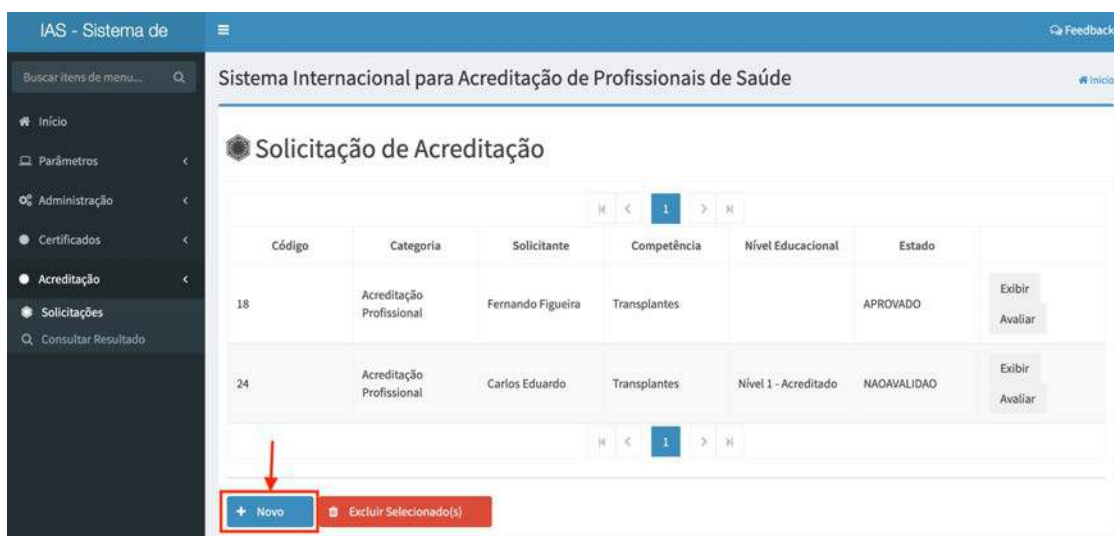 IAS - Sistema de
Feedback
Buscar itens de menu...
Sistema Internacional para Acreditação de Profissionais de Saúde
Início
Início
Parâmetros
Administração
Certificados
Acreditação
Solicitações
Consultar Resultado
Solicitação de Acreditação
1
Código Categoria Solicitante Competência Nível Educacional Estado
18 Acreditação Profissional Fernando Figueira Transplantes APROVADO Exibir Avaliar
24 Acreditação Profissional Carlos Eduardo Transplantes Nível 1 - Acreditado NAOAVALIDAO Exibir Avaliar
1
+ Novo Excluir Selecionado(s)